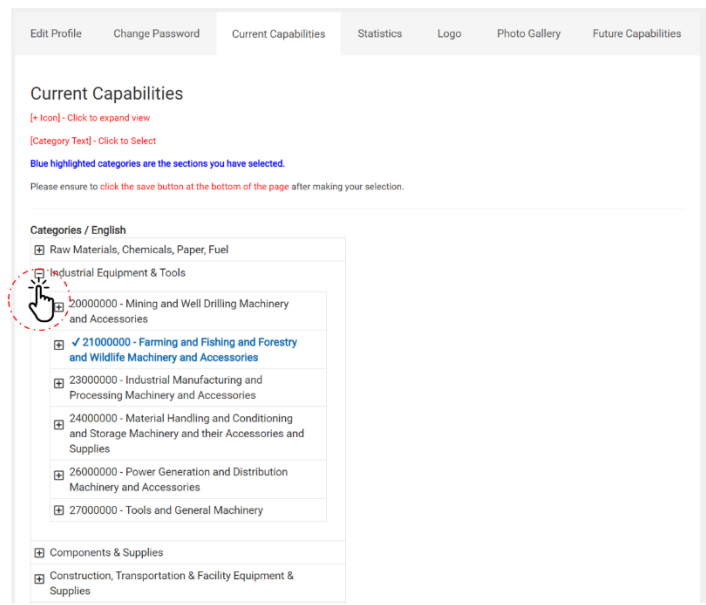 Edit Profile Change Password Current Capabilities Statistics Logo Photo Gallery Future Capabilities
Current Capabilities
[+ Icon] - Click to expand view
[Category Text] - Click to Select
Blue highlighted categories are the sections you have selected.
Please ensure to click the save button at the bottom of the page after making your selection.
Categories / English
Raw Materials, Chemicals, Paper, Fuel
Industrial Equipment & Tools
20000000 - Mining and Well Drilling Machinery
and Accessories
✓ 21000000 - Farming and Fishing and Forestry
and Wildlife Machinery and Accessories
23000000 - Industrial Manufacturing and
Processing Machinery and Accessories
24000000 - Material Handling and Conditioning
and Storage Machinery and their Accessories and
Supplies
26000000 - Power Generation and Distribution
Machinery and Accessories
27000000 - Tools and General Machinery
Components & Supplies
Construction, Transportation & Facility Equipment &
Supplies